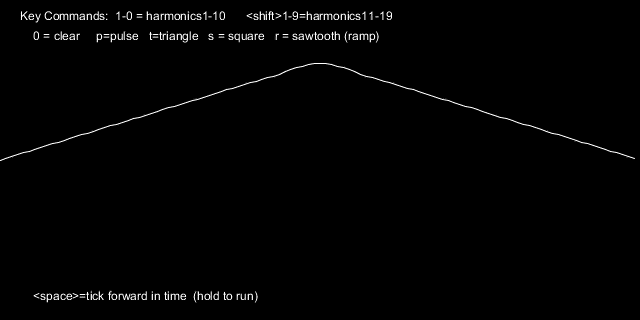 Key Commands:  1-0 = harmonics1-10      <shift>1-9=harmonics11-19
0 = clear     p=pulse   t=triangle   s = square   r = sawtooth (ramp)
<space>=tick forward in time  (hold to run)